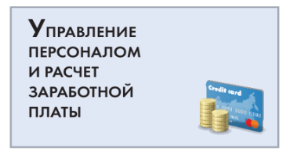 Управление
персоналом
и расчет
заработной
платы
Credit card